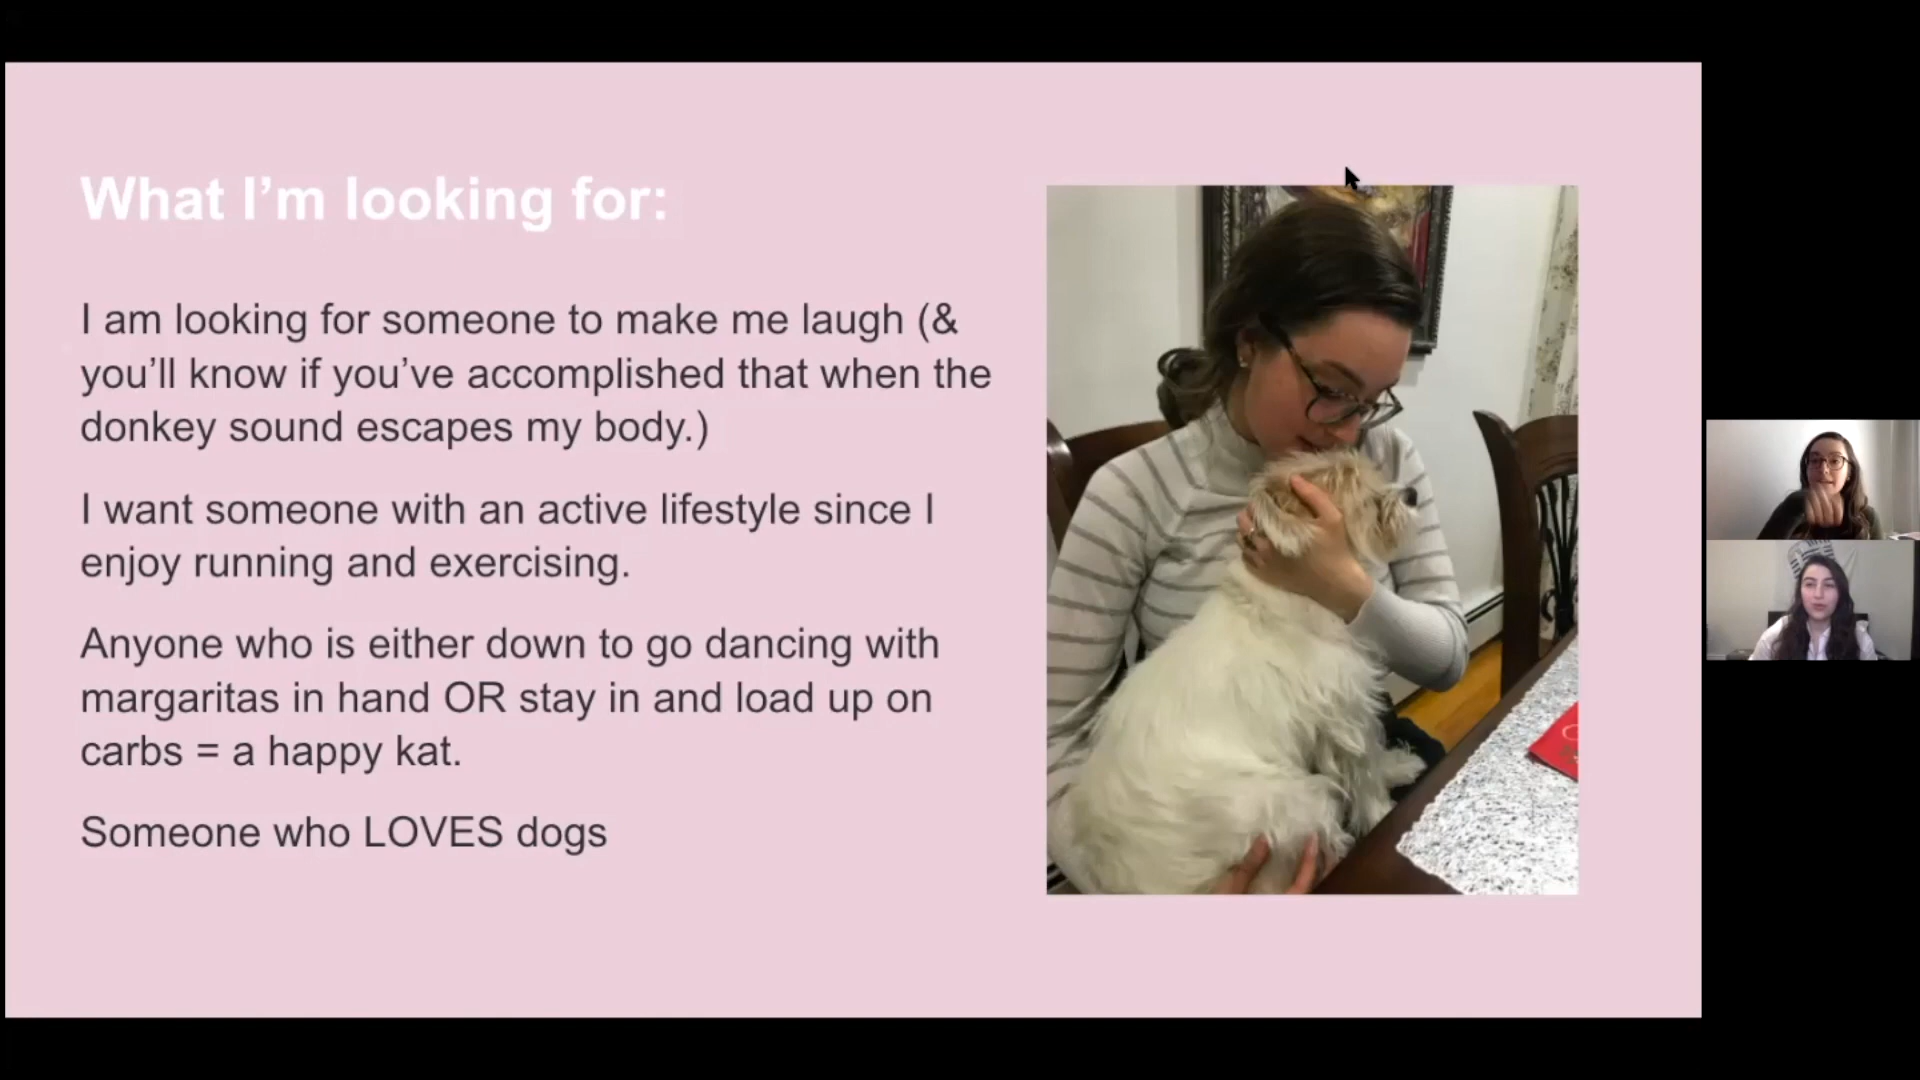 What I’m looking for:
I am looking for someone to make me laugh (&
you’ll know if you’ve accomplished that when the
donkey sound escapes my body.)
I want someone with an active lifestyle since I
enjoy running and exercising.
Anyone who is either down to go dancing with
margaritas in hand OR stay in and load up on
carbs = a happy kat.
Someone who LOVES dogs